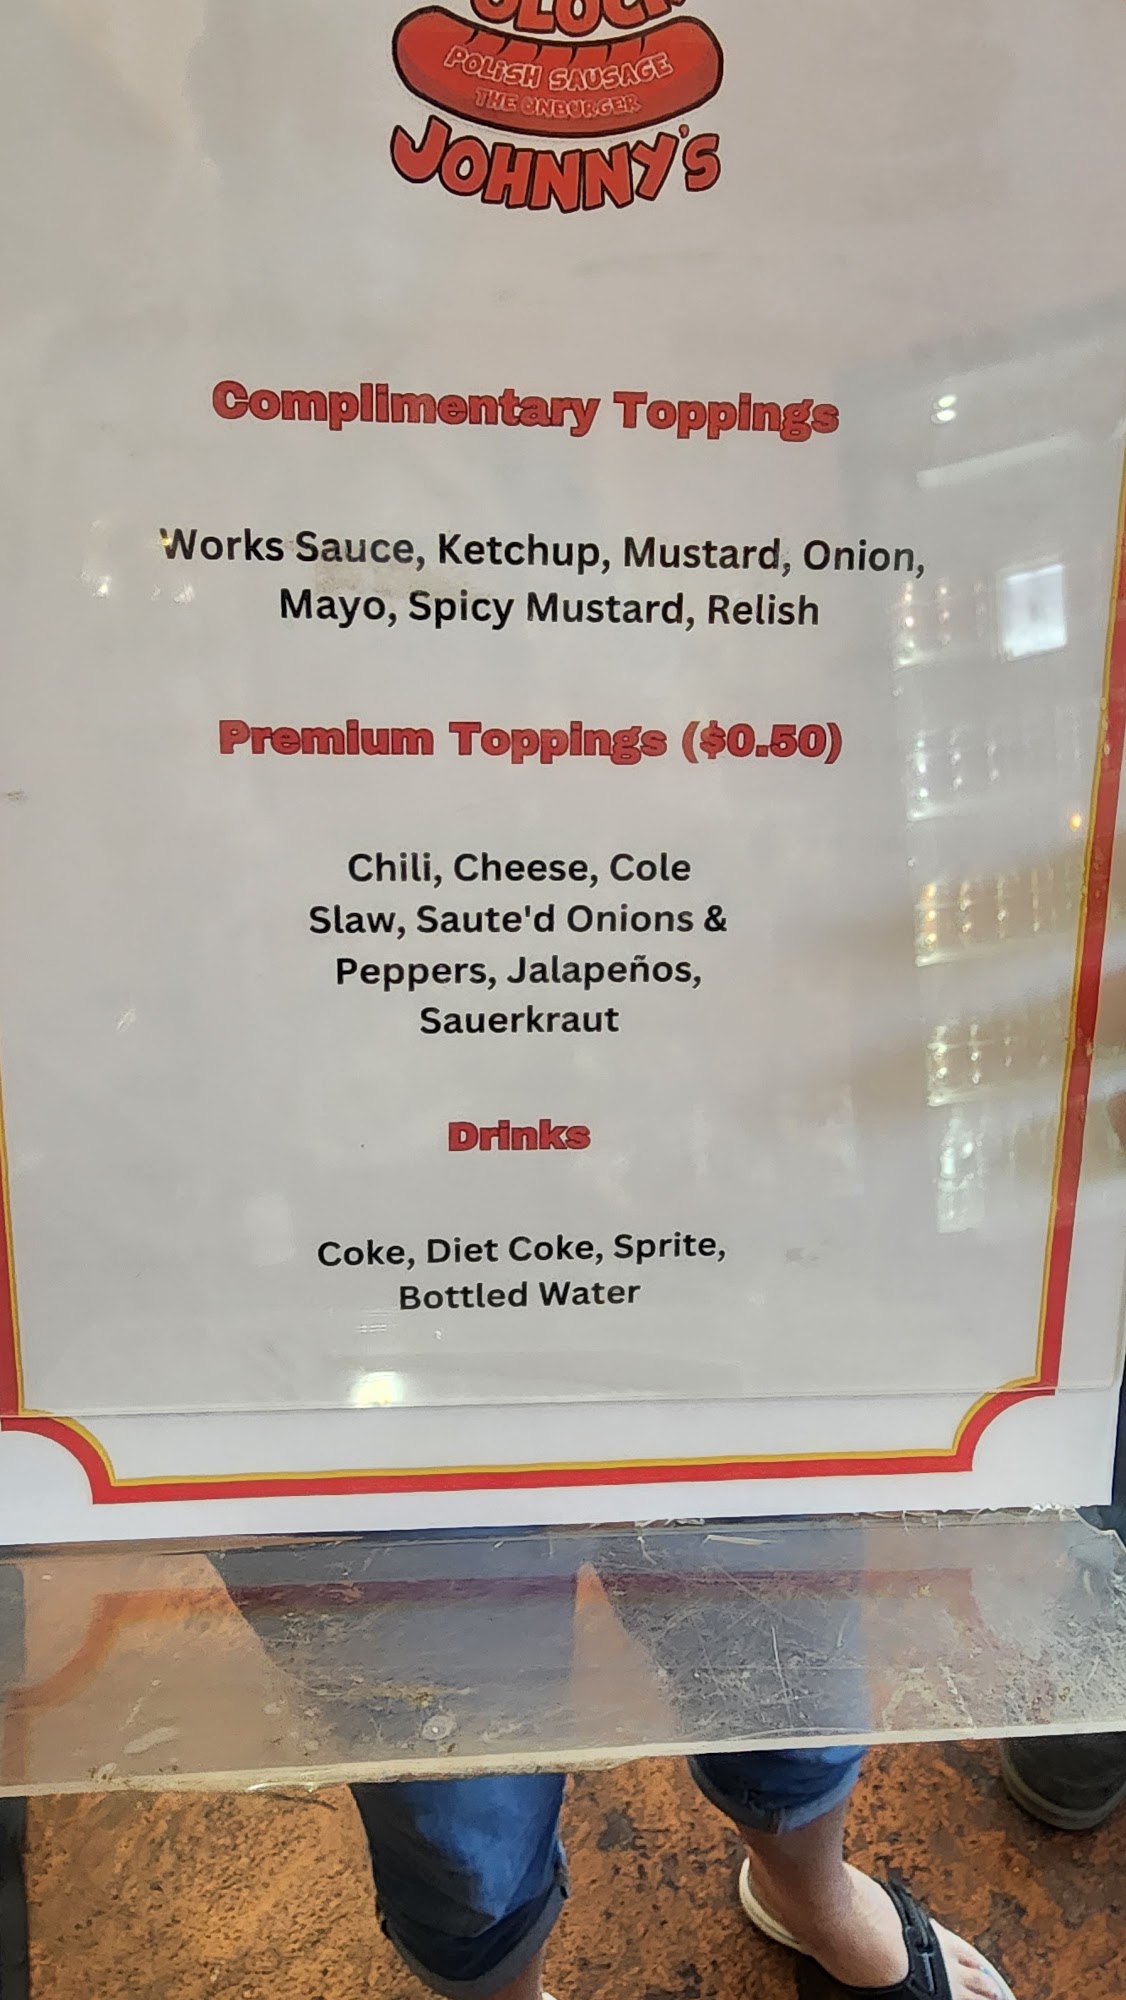 POLISH SAUSAGE
THE UNBURGER
JOHNNY'S
Complimentary Toppings
Works Sauce, Ketchup, Mustard, Onion,
Mayo, Spicy Mustard, Relish
Premium Toppings ($0.50)
Chili, Cheese, Cole
Slaw, Saute'd Onions &
Peppers, Jalapeños,
Sauerkraut
Drinks
Coke, Diet Coke, Sprite,
Bottled Water